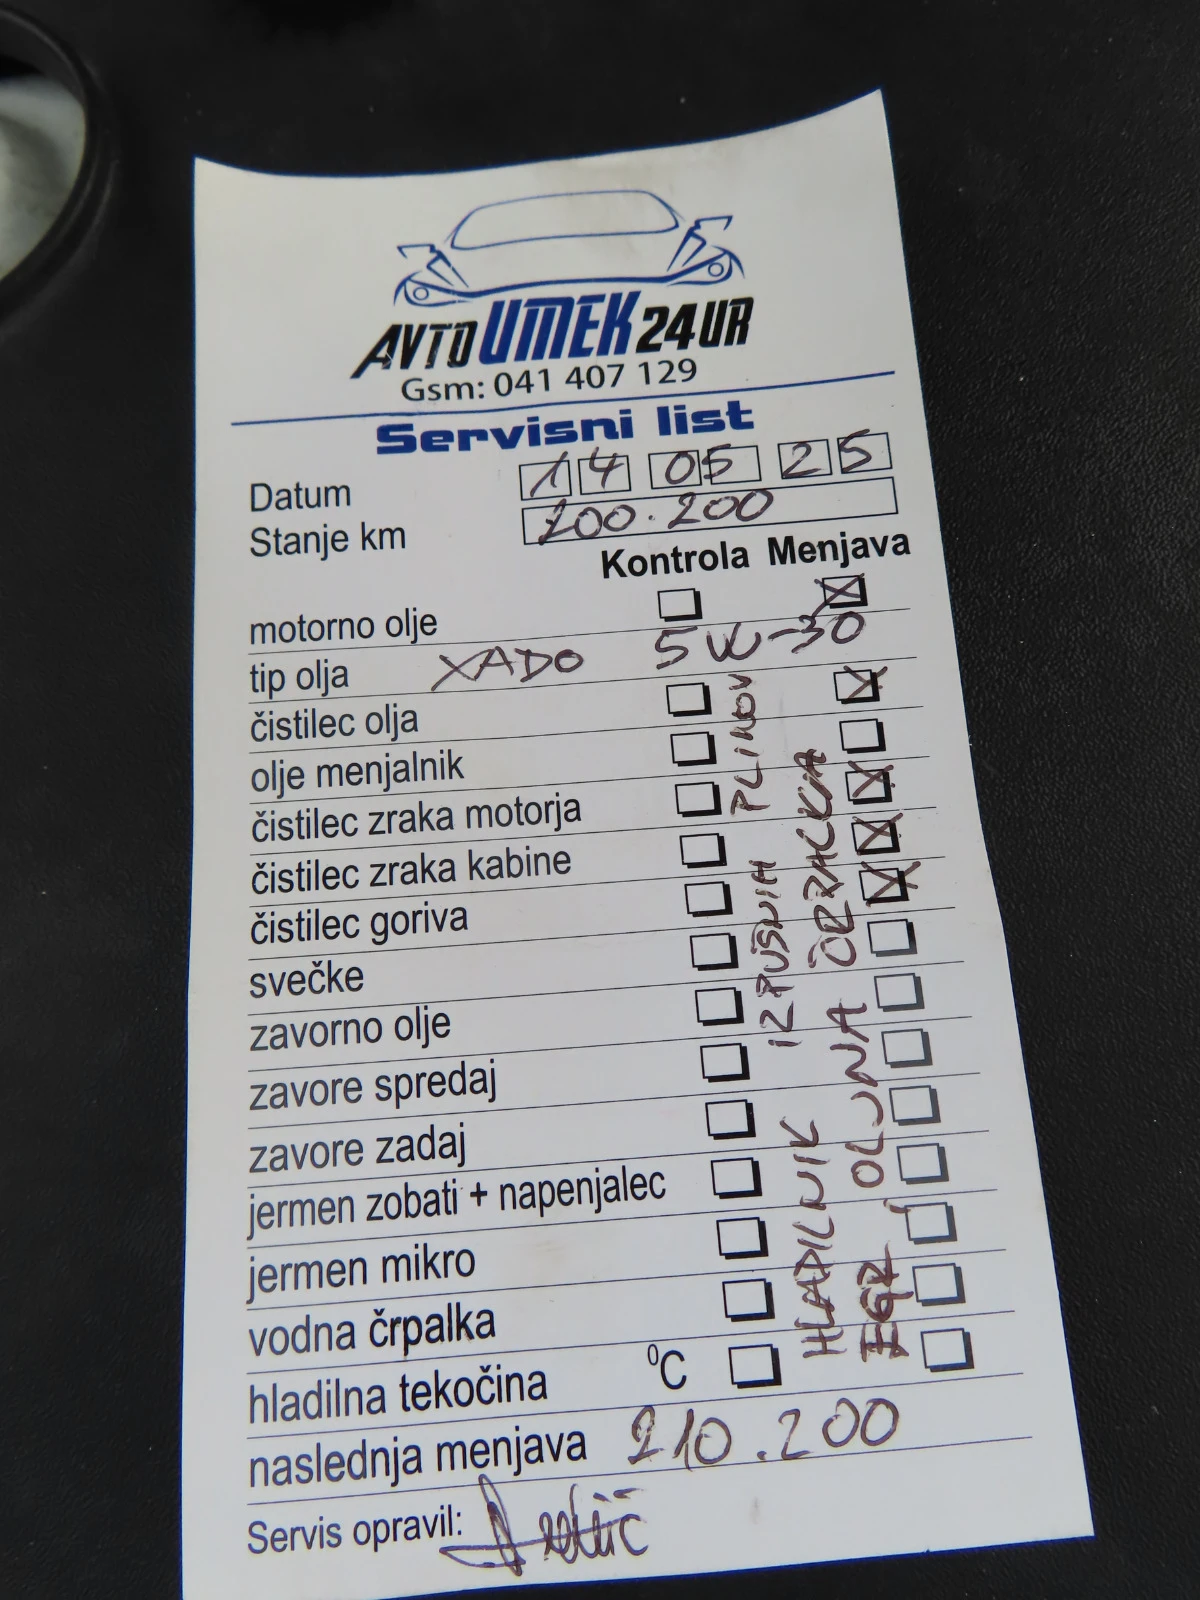 AVTO UMEK 24UR
Gsm: 041 407 129
Servisni list
Datum 14 05 25
Stanje km 200.200
Kontrola Menjava
motorno olje
tip olja XADO 5W-30
čistilec olja
olje menjalnik
čistilec zraka motorja
čistilec zraka kabine
čistilec goriva
svečke
zavorno olje
zavore spredaj
zavore zadaj
jermen zobati + napenjalec
jermen mikro
vodna črpalka
hladilna tekočina °C
naslednja menjava 210.200
Servis opravil:
HLADILNIK IZPUŠNIH PLINOV
EGR, OLJNA